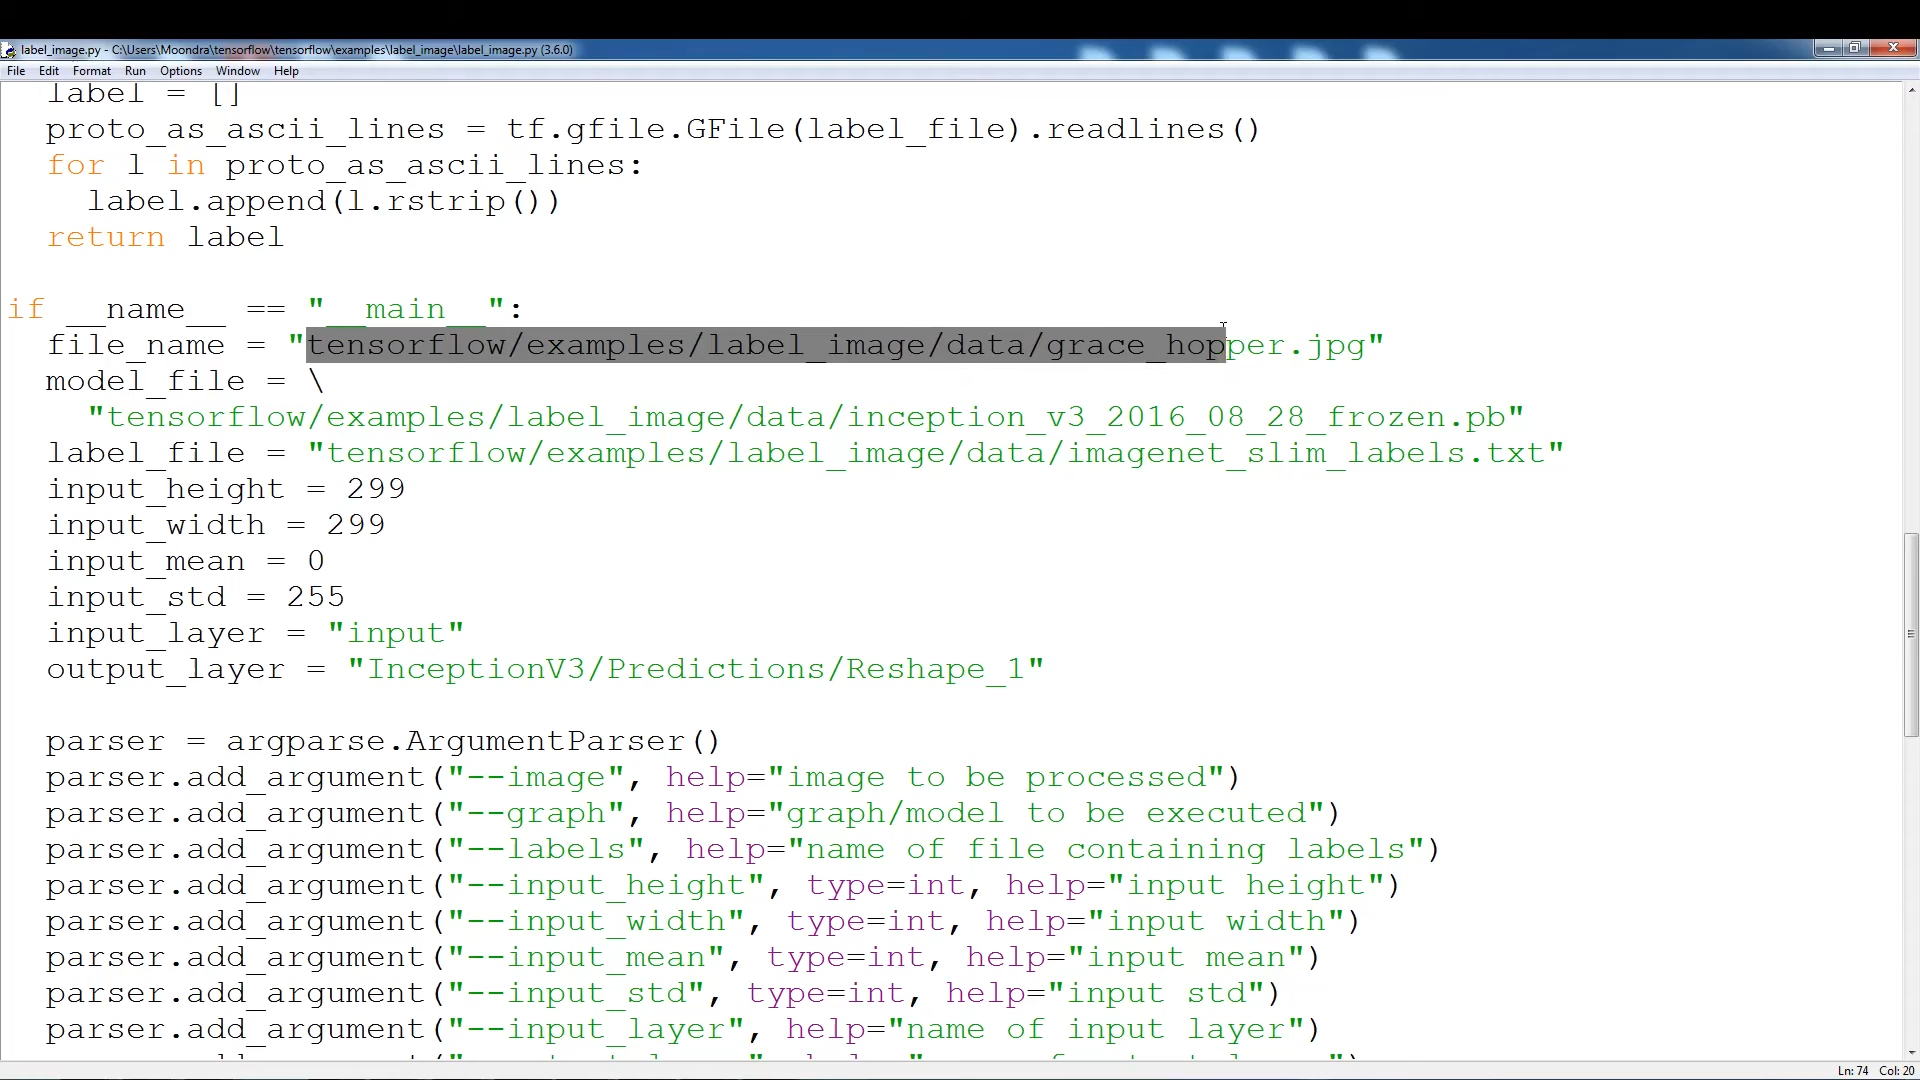 label_image.py - C:\Users\Moondra\tensorflow\tensorflow\examples\label_image\label_image.py (3.6.0)
File Edit Format Run Options Window Help
label = []
proto_as_ascii_lines = tf.gfile.GFile(label_file).readlines()
for l in proto_as_ascii_lines:
label.append(l.rstrip())
return label
if __name__ == "__main__":
file_name = "tensorflow/examples/label_image/data/grace_hopper.jpg"
model_file = \
"tensorflow/examples/label_image/data/inception_v3_2016_08_28_frozen.pb"
label_file = "tensorflow/examples/label_image/data/imagenet_slim_labels.txt"
input_height = 299
input_width = 299
input_mean = 0
input_std = 255
input_layer = "input"
output_layer = "InceptionV3/Predictions/Reshape_1"
parser = argparse.ArgumentParser()
parser.add_argument("--image", help="image to be processed")
parser.add_argument("--graph", help="graph/model to be executed")
parser.add_argument("--labels", help="name of file containing labels")
parser.add_argument("--input_height", type=int, help="input height")
parser.add_argument("--input_width", type=int, help="input width")
parser.add_argument("--input_mean", type=int, help="input mean")
parser.add_argument("--input_std", type=int, help="input std")
parser.add_argument("--input_layer", help="name of input layer")
Ln: 74 Col: 20